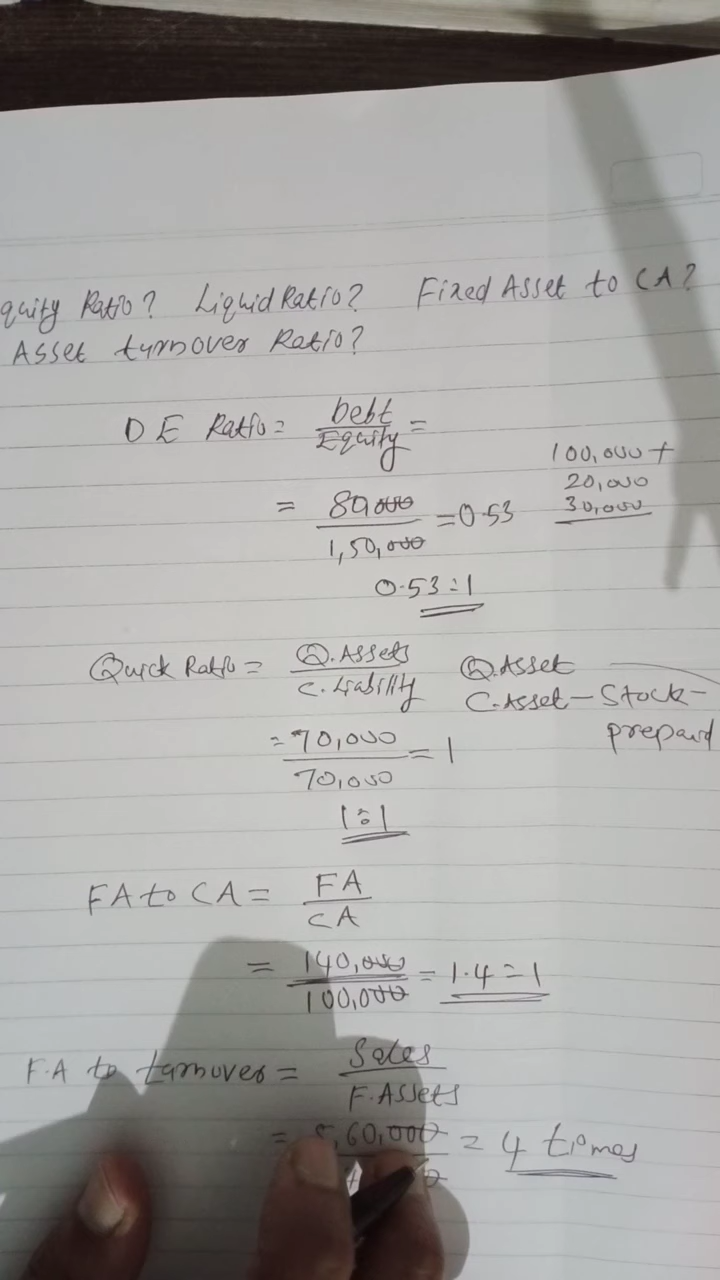 quity Ratio? Liquid Ratio? Fixed Asset to CA?
Asset turnover Ratio?
DE Ratio = Debt / Equity =
100,000 +
20,000
30,000
= 80,000 / 1,50,000 = 0.53
0.53:1
Quick Ratio = Q.Assets / C.Liability
Q.Asset
C.Asset - Stock -
prepaid
= 70,000 / 70,000 = 1
1:1
FA to CA = FA / CA
= 140,000 / 100,000 = 1.4:1
F.A to turnover = Sales / F.Assets
= 5,60,000 = 4 times